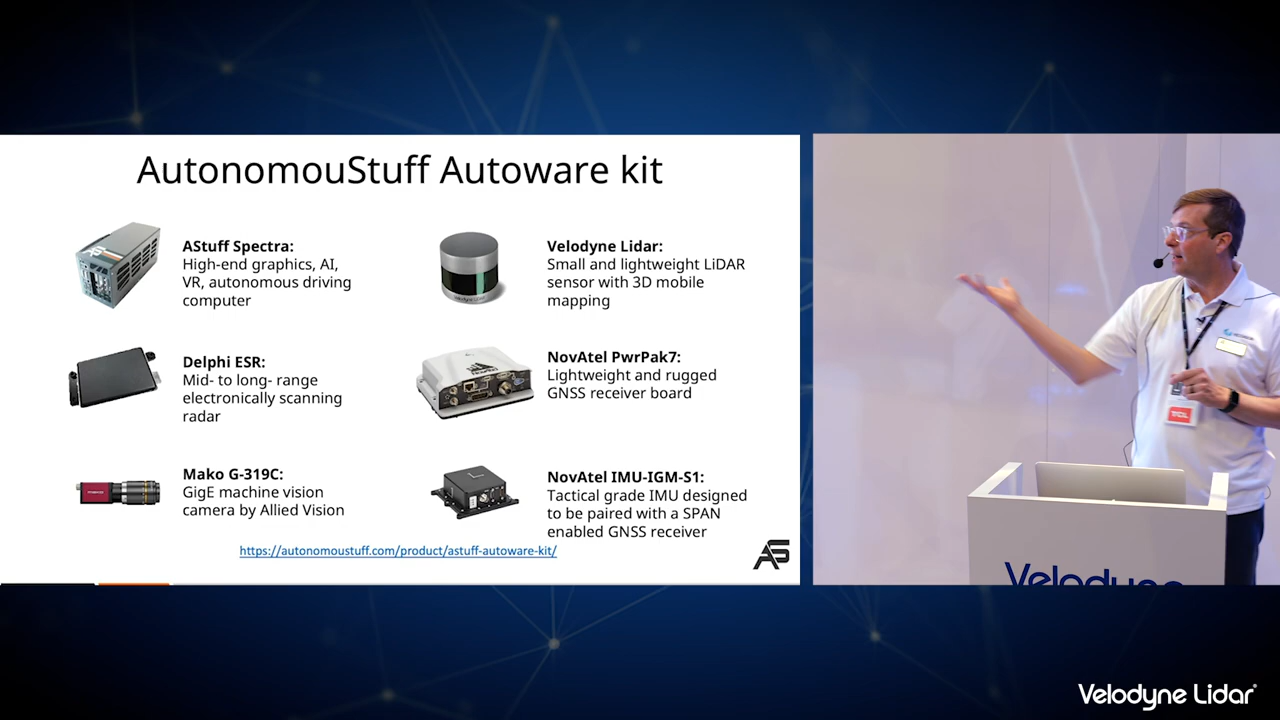 AutonomouStuff Autoware kit
AStuff Spectra:
High-end graphics, AI,
VR, autonomous driving
computer
Delphi ESR:
Mid- to long- range
electronically scanning
radar
Mako G-319C:
GigE machine vision
camera by Allied Vision
Velodyne Lidar:
Small and lightweight LiDAR
sensor with 3D mobile
mapping
NovAtel PwrPak7:
Lightweight and rugged
GNSS receiver board
NovAtel IMU-IGM-S1:
Tactical grade IMU designed
to be paired with a SPAN
enabled GNSS receiver
https://autonomoustuff.com/product/astuff-autoware-kit/
AS
Velodyne
Velodyne Lidar®